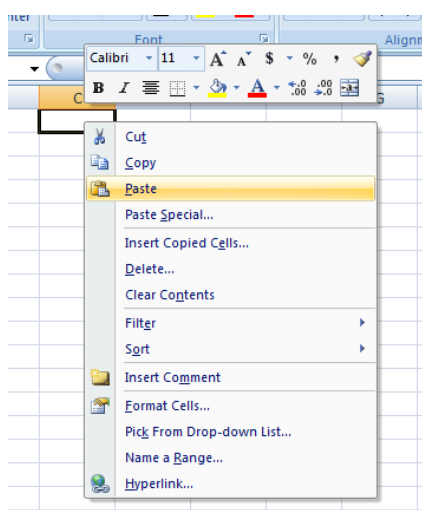 nter
Font
Alignm
Calibri 11 A A $ % ,
B I A .00 .00 .0 a
C
G
Cut
Copy
Paste
Paste Special...
Insert Copied Cells...
Delete...
Clear Contents
Filter
Sort
Insert Comment
Format Cells...
Pick From Drop-down List...
Name a Range...
Hyperlink...